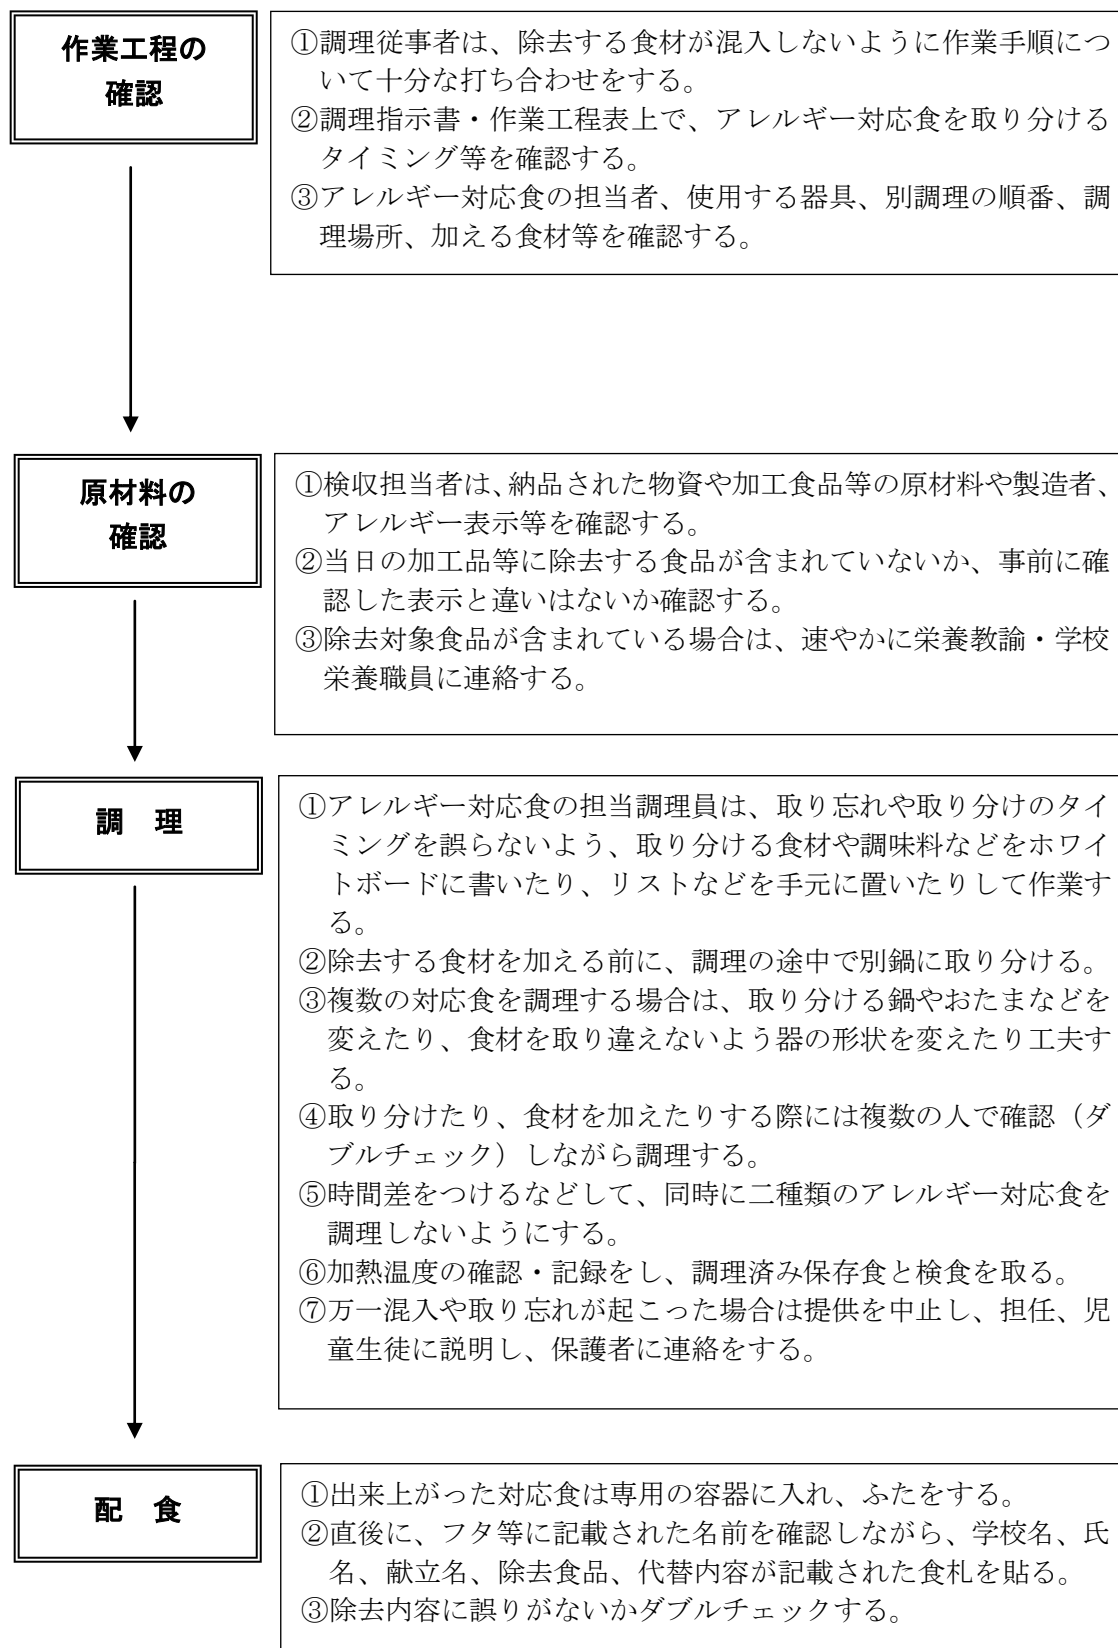 作業工程の
確認
①調理従事者は、除去する食材が混入しないように作業手順につ
いて十分な打ち合わせをする。
②調理指示書・作業工程表上で、アレルギー対応食を取り分ける
タイミング等を確認する。
③アレルギー対応食の担当者、使用する器具、別調理の順番、調
理場所、加える食材等を確認する。
原材料の
確認
①検収担当者は、納品された物資や加工食品等の原材料や製造者、
アレルギー表示等を確認する。
②当日の加工品等に除去する食品が含まれていないか、事前に確
認した表示と違いはないか確認する。
③除去対象食品が含まれている場合は、速やかに栄養教諭・学校
栄養職員に連絡する。
調　理
①アレルギー対応食の担当調理員は、取り忘れや取り分けのタイ
ミングを誤らないよう、取り分ける食材や調味料などをホワイ
トボードに書いたり、リストなどを手元に置いたりして作業す
る。
②除去する食材を加える前に、調理の途中で別鍋に取り分ける。
③複数の対応食を調理する場合は、取り分ける鍋やおたまなどを
変えたり、食材を取り違えないよう器の形状を変えたり工夫す
る。
④取り分けたり、食材を加えたりする際には複数の人で確認（ダ
ブルチェック）しながら調理する。
⑤時間差をつけるなどして、同時に二種類のアレルギー対応食を
調理しないようにする。
⑥加熱温度の確認・記録をし、調理済み保存食と検食を取る。
⑦万一混入や取り忘れが起こった場合は提供を中止し、担任、児
童生徒に説明し、保護者に連絡をする。
配　食
①出来上がった対応食は専用の容器に入れ、ふたをする。
②直後に、フタ等に記載された名前を確認しながら、学校名、氏
名、献立名、除去食品、代替内容が記載された食札を貼る。
③除去内容に誤りがないかダブルチェックする。